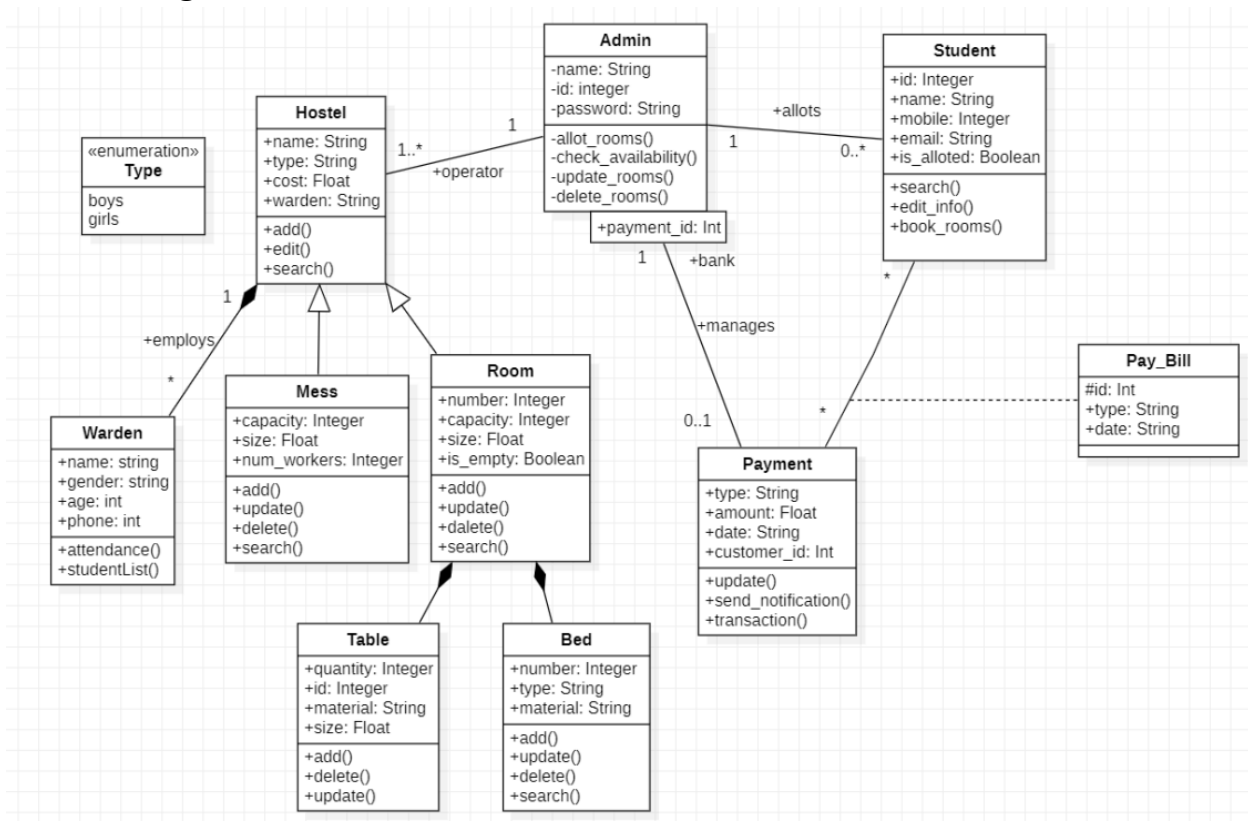 Admin
-name: String
-id: integer
-password: String
-allot_rooms()
-check_availability()
-update_rooms()
-delete_rooms()
+payment_id: Int
Student
+id: Integer
+name: String
+mobile: Integer
+email: String
+is_alloted: Boolean
+search()
+edit_info()
+book_rooms()
+allots
1
0..*
Hostel
+name: String
+type: String
+cost: Float
+warden: String
+add()
+edit()
+search()
1
1..*
+operator
«enumeration»
Type
boys
girls
1
+employs
*
1
+bank
+manages
0..1
*
*
Pay_Bill
#id: Int
+type: String
+date: String
Warden
+name: string
+gender: string
+age: int
+phone: int
+attendance()
+studentList()
Mess
+capacity: Integer
+size: Float
+num_workers: Integer
+add()
+update()
+delete()
+search()
Room
+number: Integer
+capacity: Integer
+size: Float
+is_empty: Boolean
+add()
+update()
+dalete()
+search()
Payment
+type: String
+amount: Float
+date: String
+customer_id: Int
+update()
+send_notification()
+transaction()
Table
+quantity: Integer
+id: Integer
+material: String
+size: Float
+add()
+delete()
+update()
Bed
+number: Integer
+type: String
+material: String
+add()
+update()
+delete()
+search()